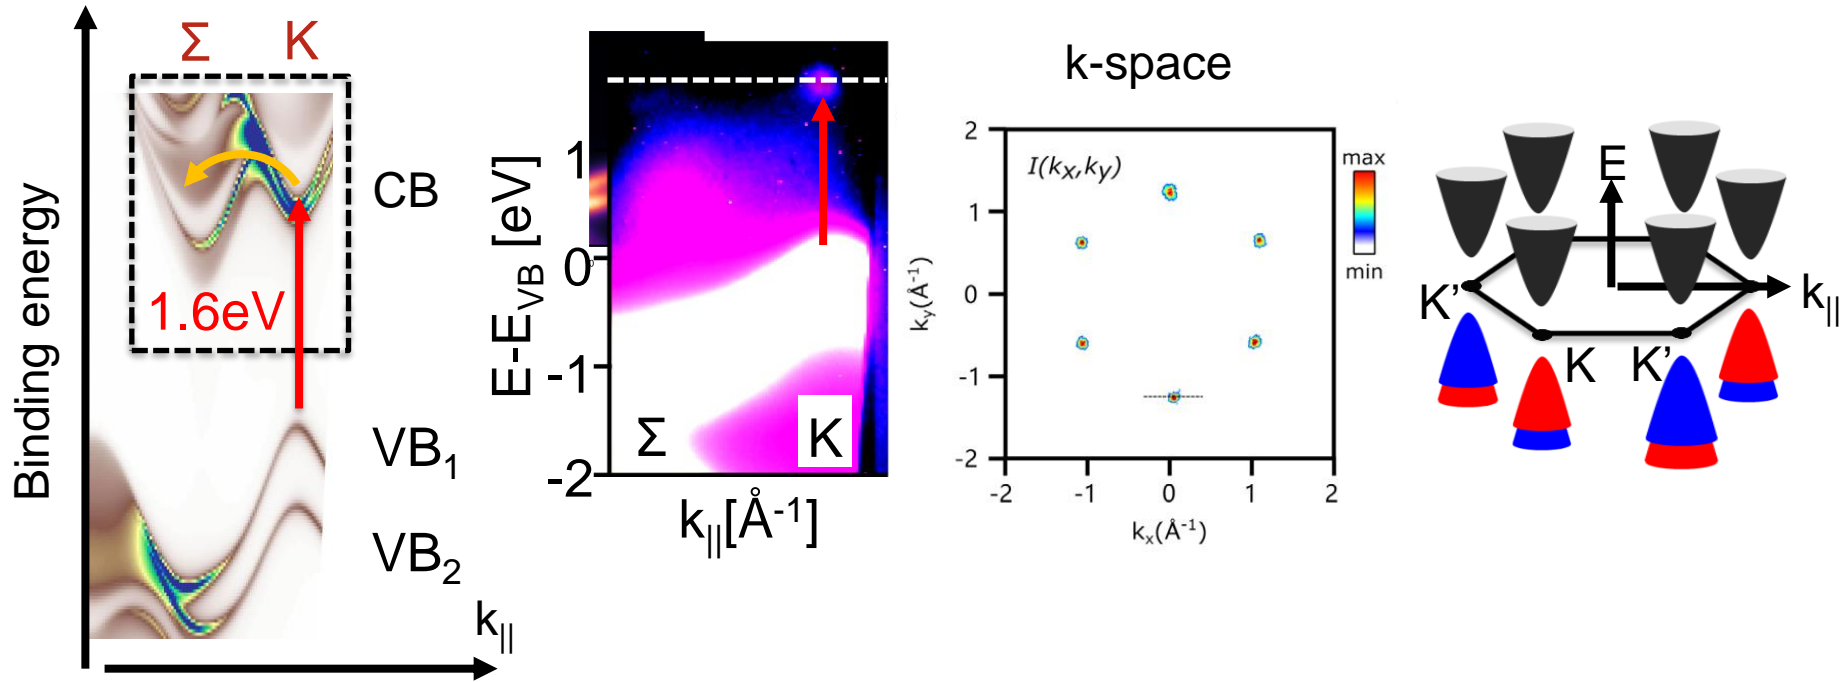 Binding energy
Σ K
CB
1.6eV
VB₁
VB₂
k||
E-E_VB [eV]
1
0
-1
-2
Σ K
k||[Å⁻¹]
k-space
I(kx,ky)
ky(Å⁻¹)
2
1
0
-1
-2
-2 -1 0 1 2
kx(Å⁻¹)
max
min
E
k||
K'
K K'